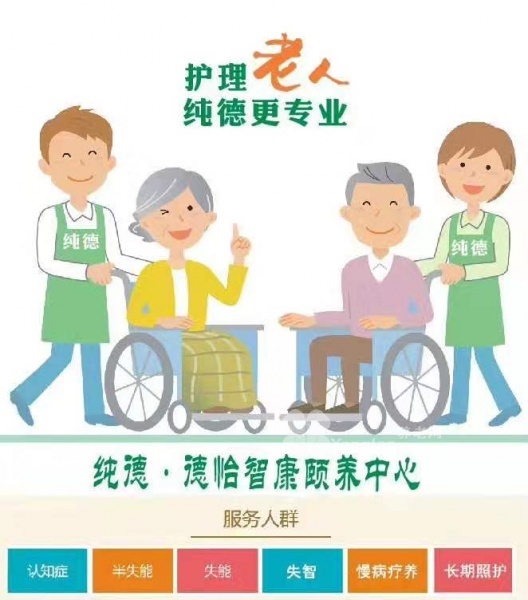 护理老人
纯德更专业
纯德
纯德
纯德·德怡智康颐养中心
服务人群
认知症
半失能
失能
失智
慢病疗养
长期照护